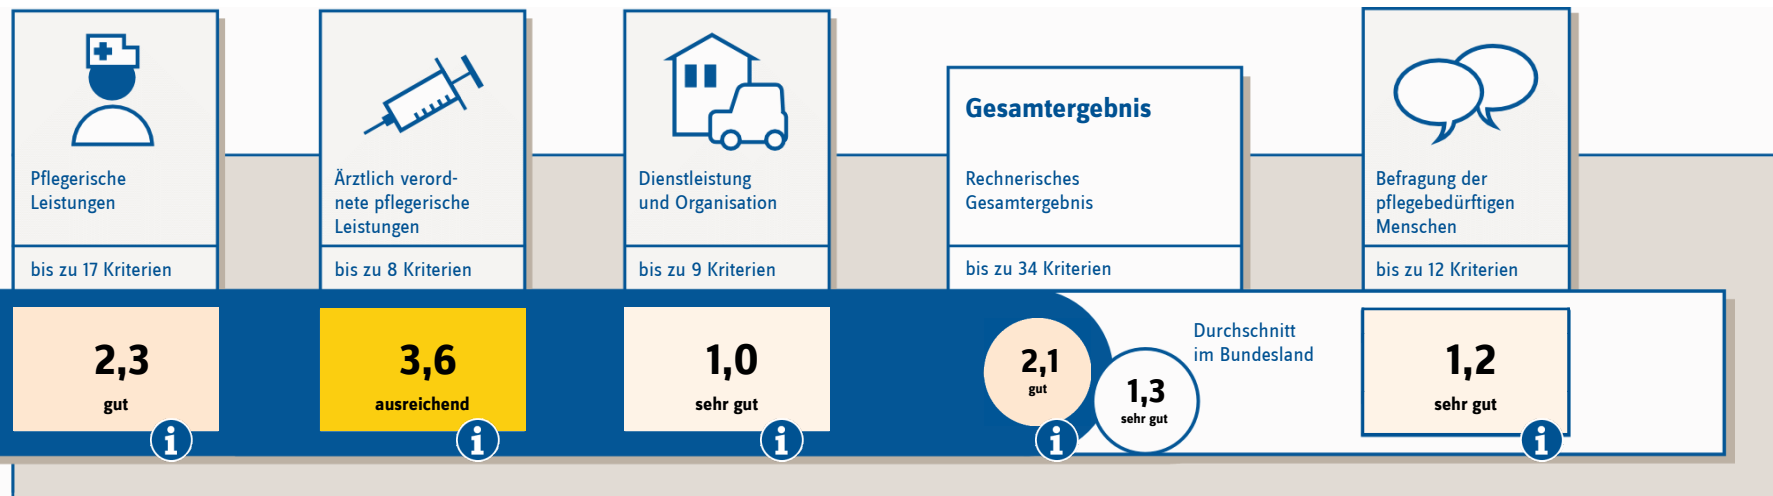 Pflegerische
Leistungen
bis zu 17 Kriterien
2,3
gut
i
Ärztlich verord-
nete pflegerische
Leistungen
bis zu 8 Kriterien
3,6
ausreichend
i
Dienstleistung
und Organisation
bis zu 9 Kriterien
1,0
sehr gut
i
Gesamtergebnis
Rechnerisches
Gesamtergebnis
bis zu 34 Kriterien
2,1
gut
i
Durchschnitt
im Bundesland
1,3
sehr gut
Befragung der
pflegebedürftigen
Menschen
bis zu 12 Kriterien
1,2
sehr gut
i